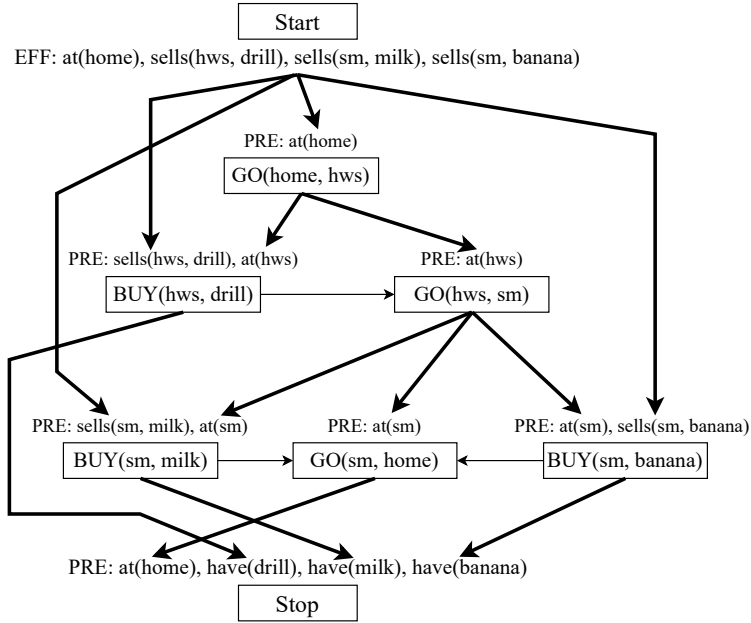 Start
EFF: at(home), sells(hws, drill), sells(sm, milk), sells(sm, banana)
PRE: at(home)
GO(home, hws)
PRE: sells(hws, drill), at(hws)
PRE: at(hws)
BUY(hws, drill)
GO(hws, sm)
PRE: sells(sm, milk), at(sm)
PRE: at(sm)
PRE: at(sm), sells(sm, banana)
BUY(sm, milk)
GO(sm, home)
BUY(sm, banana)
PRE: at(home), have(drill), have(milk), have(banana)
Stop